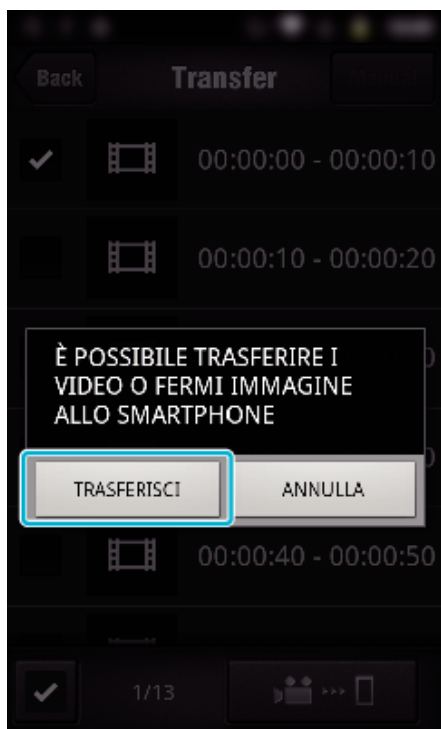 Back
Transfer
Manual
00:00:00 - 00:00:10
00:00:10 - 00:00:20
È POSSIBILE TRASFERIRE I
VIDEO O FERMI IMMAGINE
ALLO SMARTPHONE
TRASFERISCI
ANNULLA
00:00:40 - 00:00:50
1/13